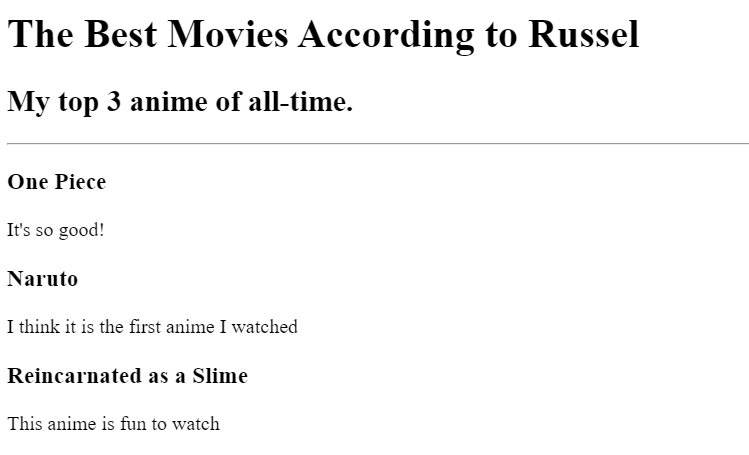 The Best Movies According to Russel
My top 3 anime of all-time.
One Piece
It's so good!
Naruto
I think it is the first anime I watched
Reincarnated as a Slime
This anime is fun to watch